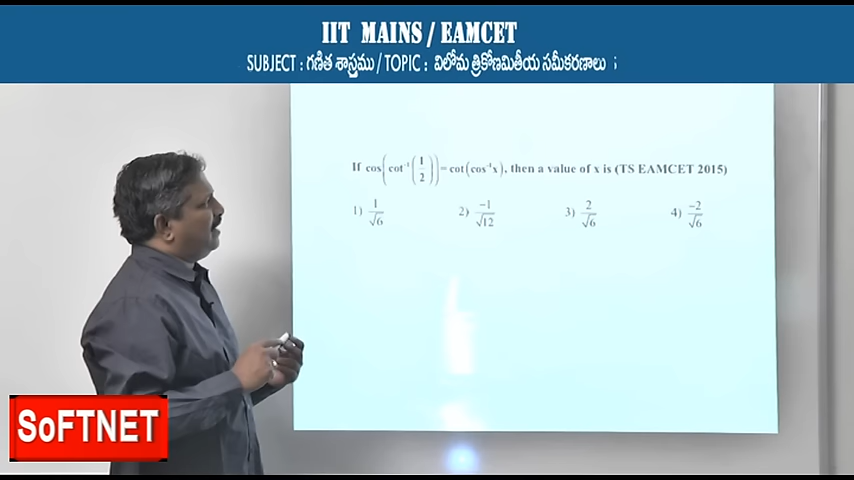 IIT MAINS / EAMCET
SUBJECT : గణిత శాస్త్రము / TOPIC : విలోమ త్రికోణమితీయ సమీకరణాలు ;
If cos(cot⁻¹(1/2)) = cot(cos⁻¹x), then a value of x is (TS EAMCET 2015)
1) 1/√6 2) -1/√12 3) 2/√6 4) -2/√6
SoFTNET